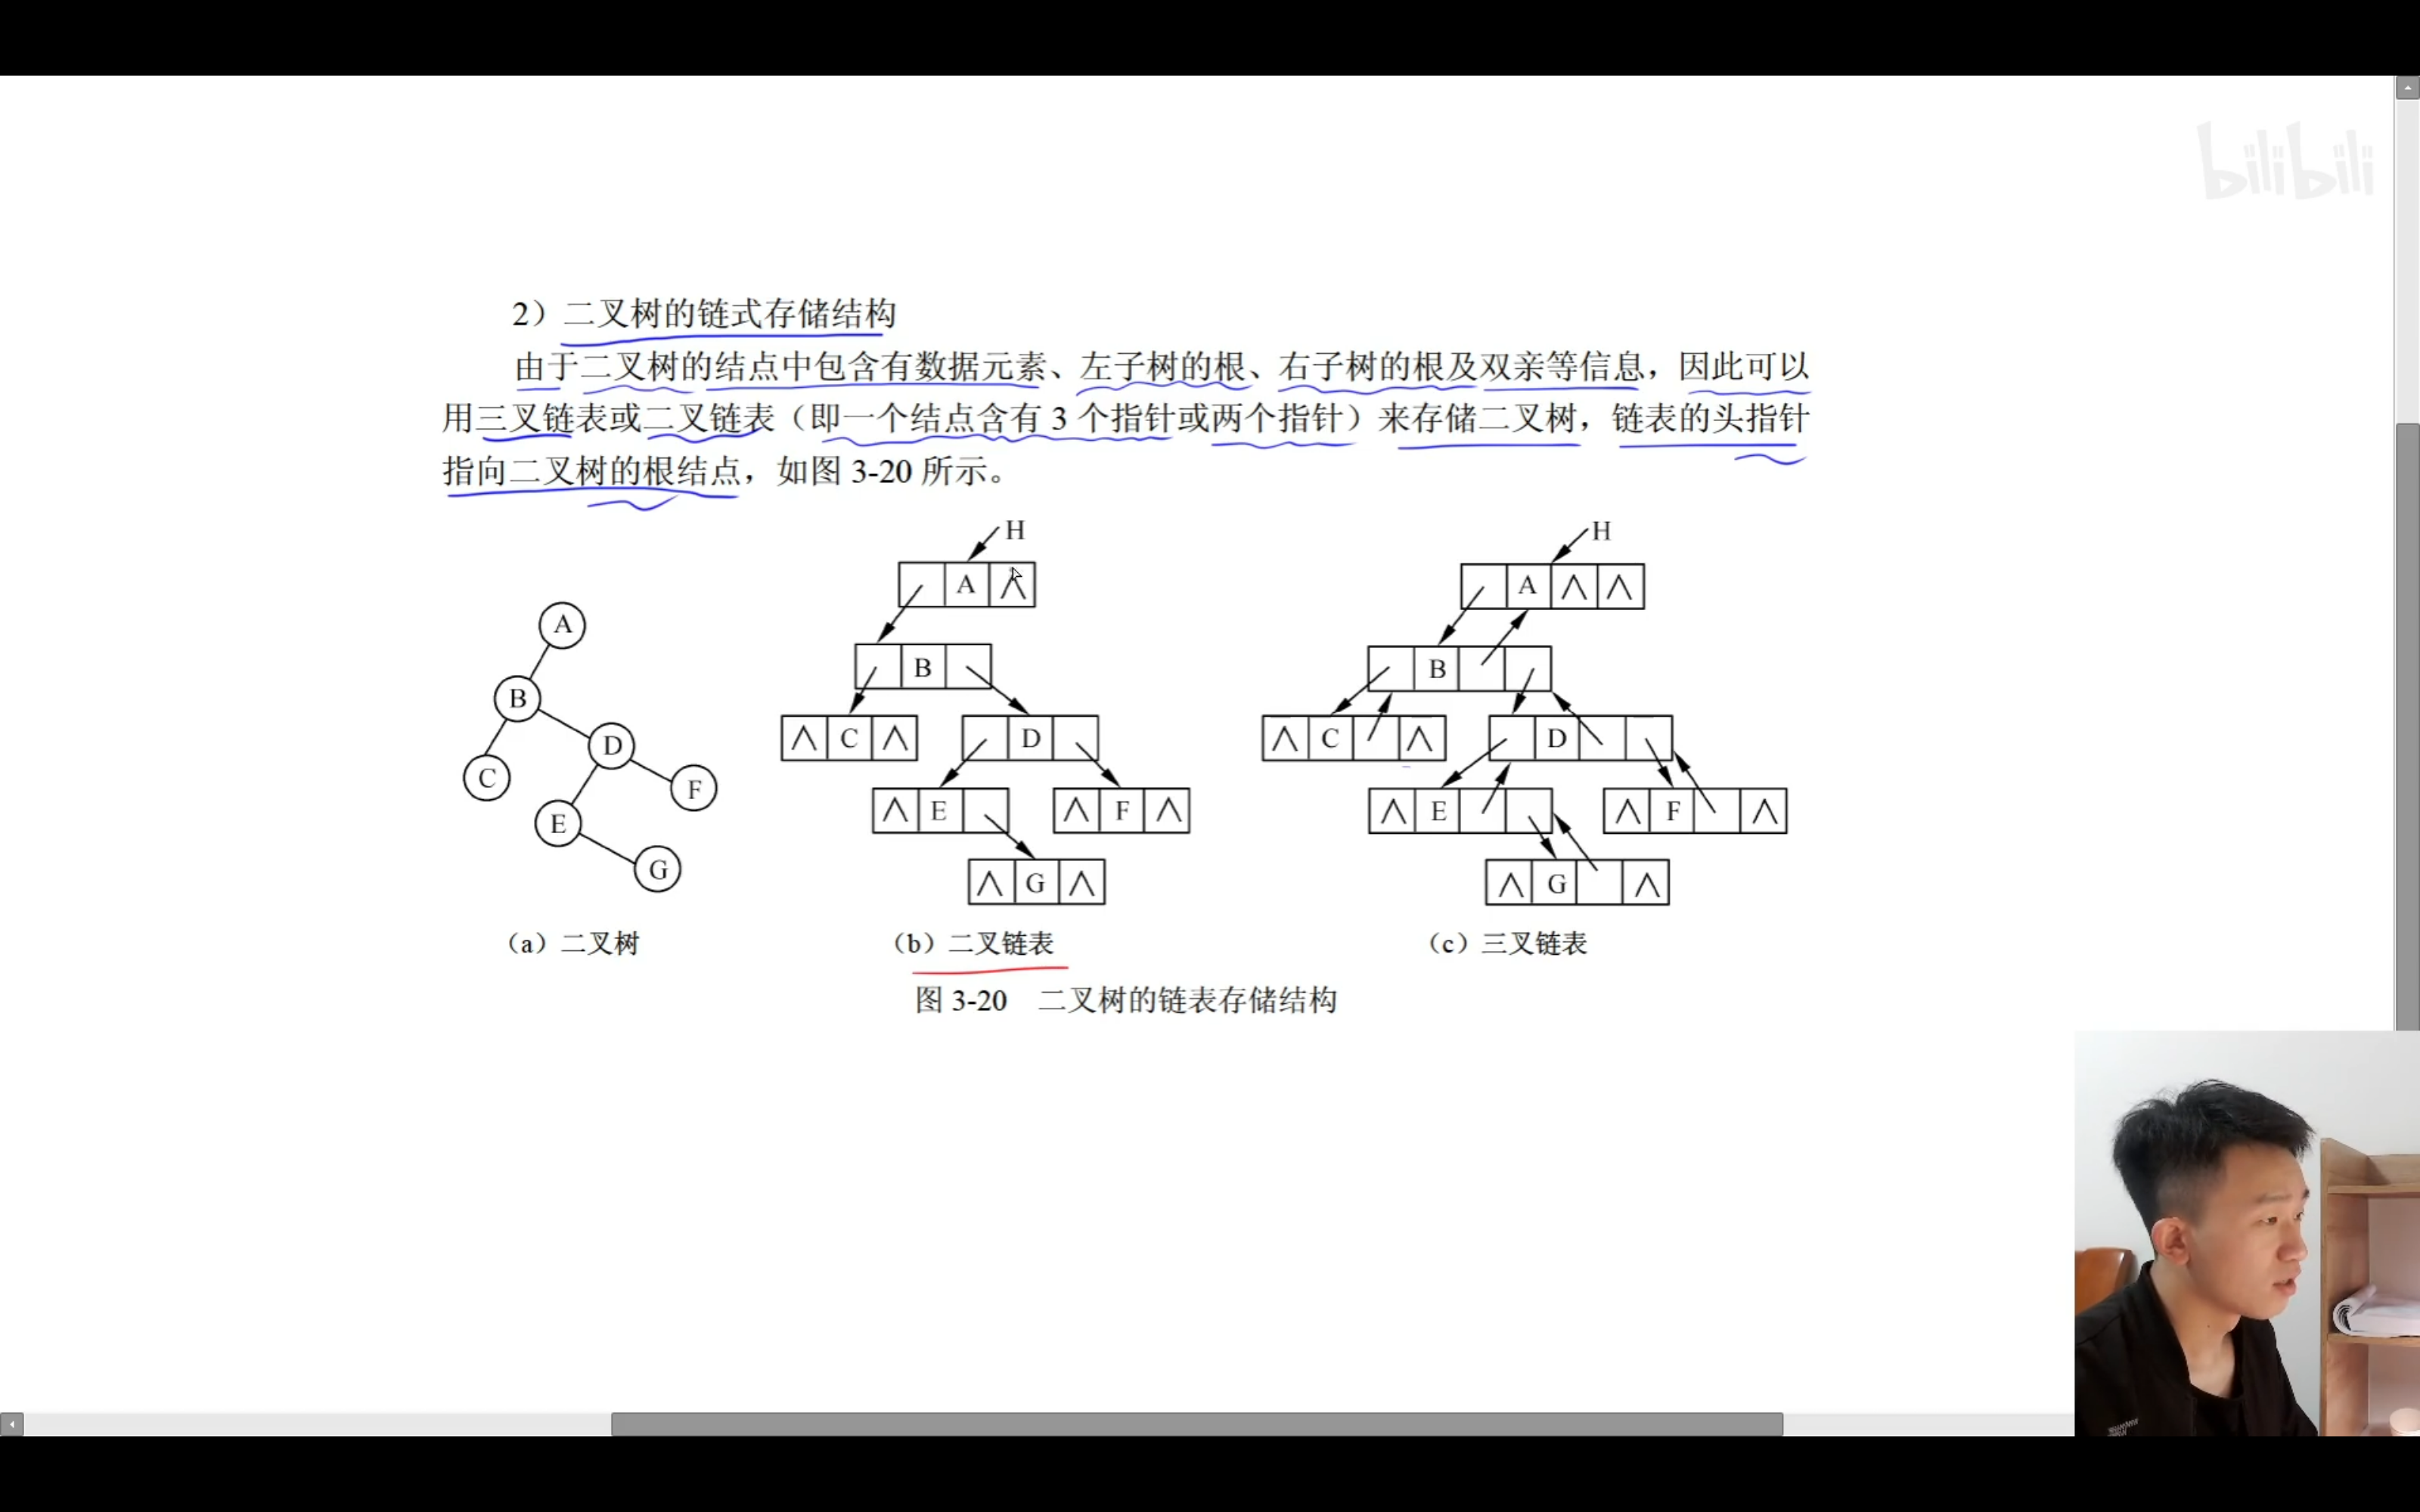 bilibili
2）二叉树的链式存储结构
由于二叉树的结点中包含有数据元素、左子树的根、右子树的根及双亲等信息，因此可以
用三叉链表或二叉链表（即一个结点含有 3 个指针或两个指针）来存储二叉树，链表的头指针
指向二叉树的根结点，如图 3-20 所示。
H
H
A
A ∧
A ∧ ∧
B
B
B
D
∧ C ∧
D
∧ C ∧
D
C
F
E
∧ E
∧ F ∧
∧ E
∧ F ∧
G
∧ G ∧
∧ G ∧
（a）二叉树
（b）二叉链表
（c）三叉链表
图 3-20 二叉树的链表存储结构